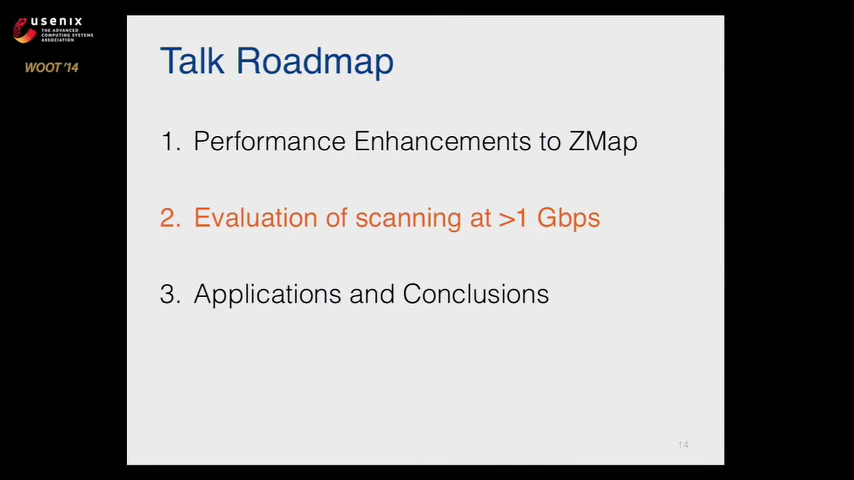 usenix
THE ADVANCED
COMPUTING SYSTEMS
ASSOCIATION
WOOT '14
Talk Roadmap
1. Performance Enhancements to ZMap
2. Evaluation of scanning at >1 Gbps
3. Applications and Conclusions
14